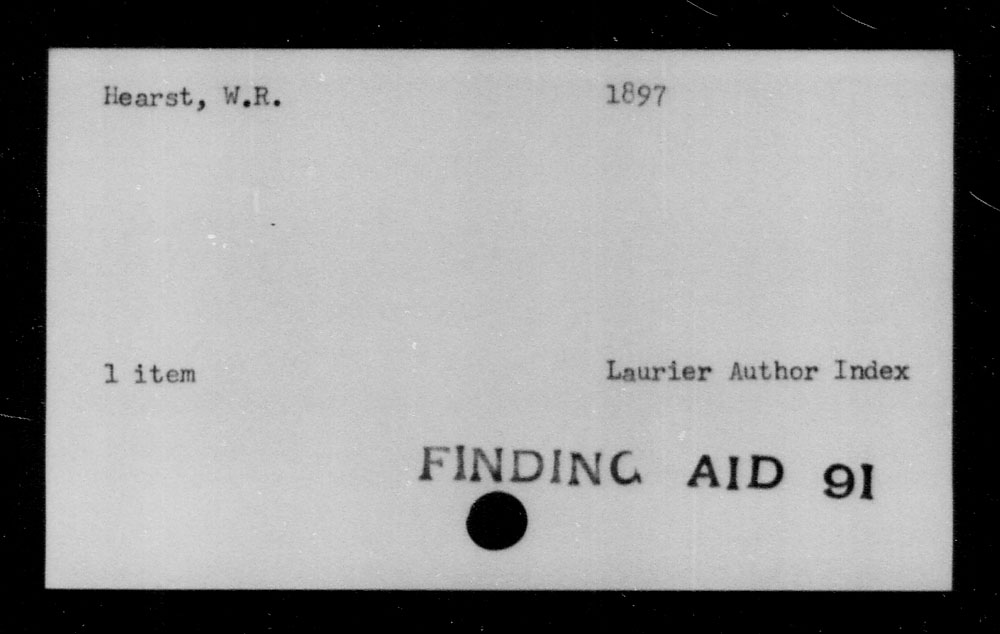 Hearst, W.R. 1897
1 item Laurier Author Index
FINDING AID 91